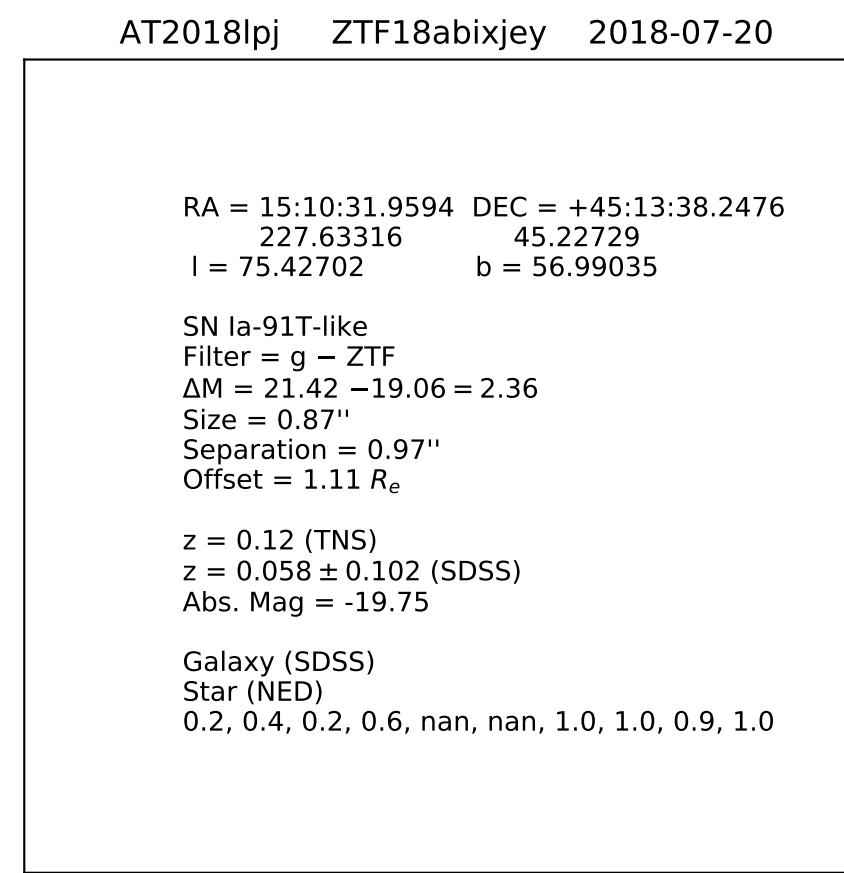 AT2018lpj ZTF18abixjey 2018-07-20
RA = 15:10:31.9594 DEC = +45:13:38.2476
227.63316 45.22729
l = 75.42702 b = 56.99035
SN Ia-91T-like
Filter = g − ZTF
ΔM = 21.42 −19.06 = 2.36
Size = 0.87''
Separation = 0.97''
Offset = 1.11 Rₑ
z = 0.12 (TNS)
z = 0.058 ± 0.102 (SDSS)
Abs. Mag = -19.75
Galaxy (SDSS)
Star (NED)
0.2, 0.4, 0.2, 0.6, nan, nan, 1.0, 1.0, 0.9, 1.0